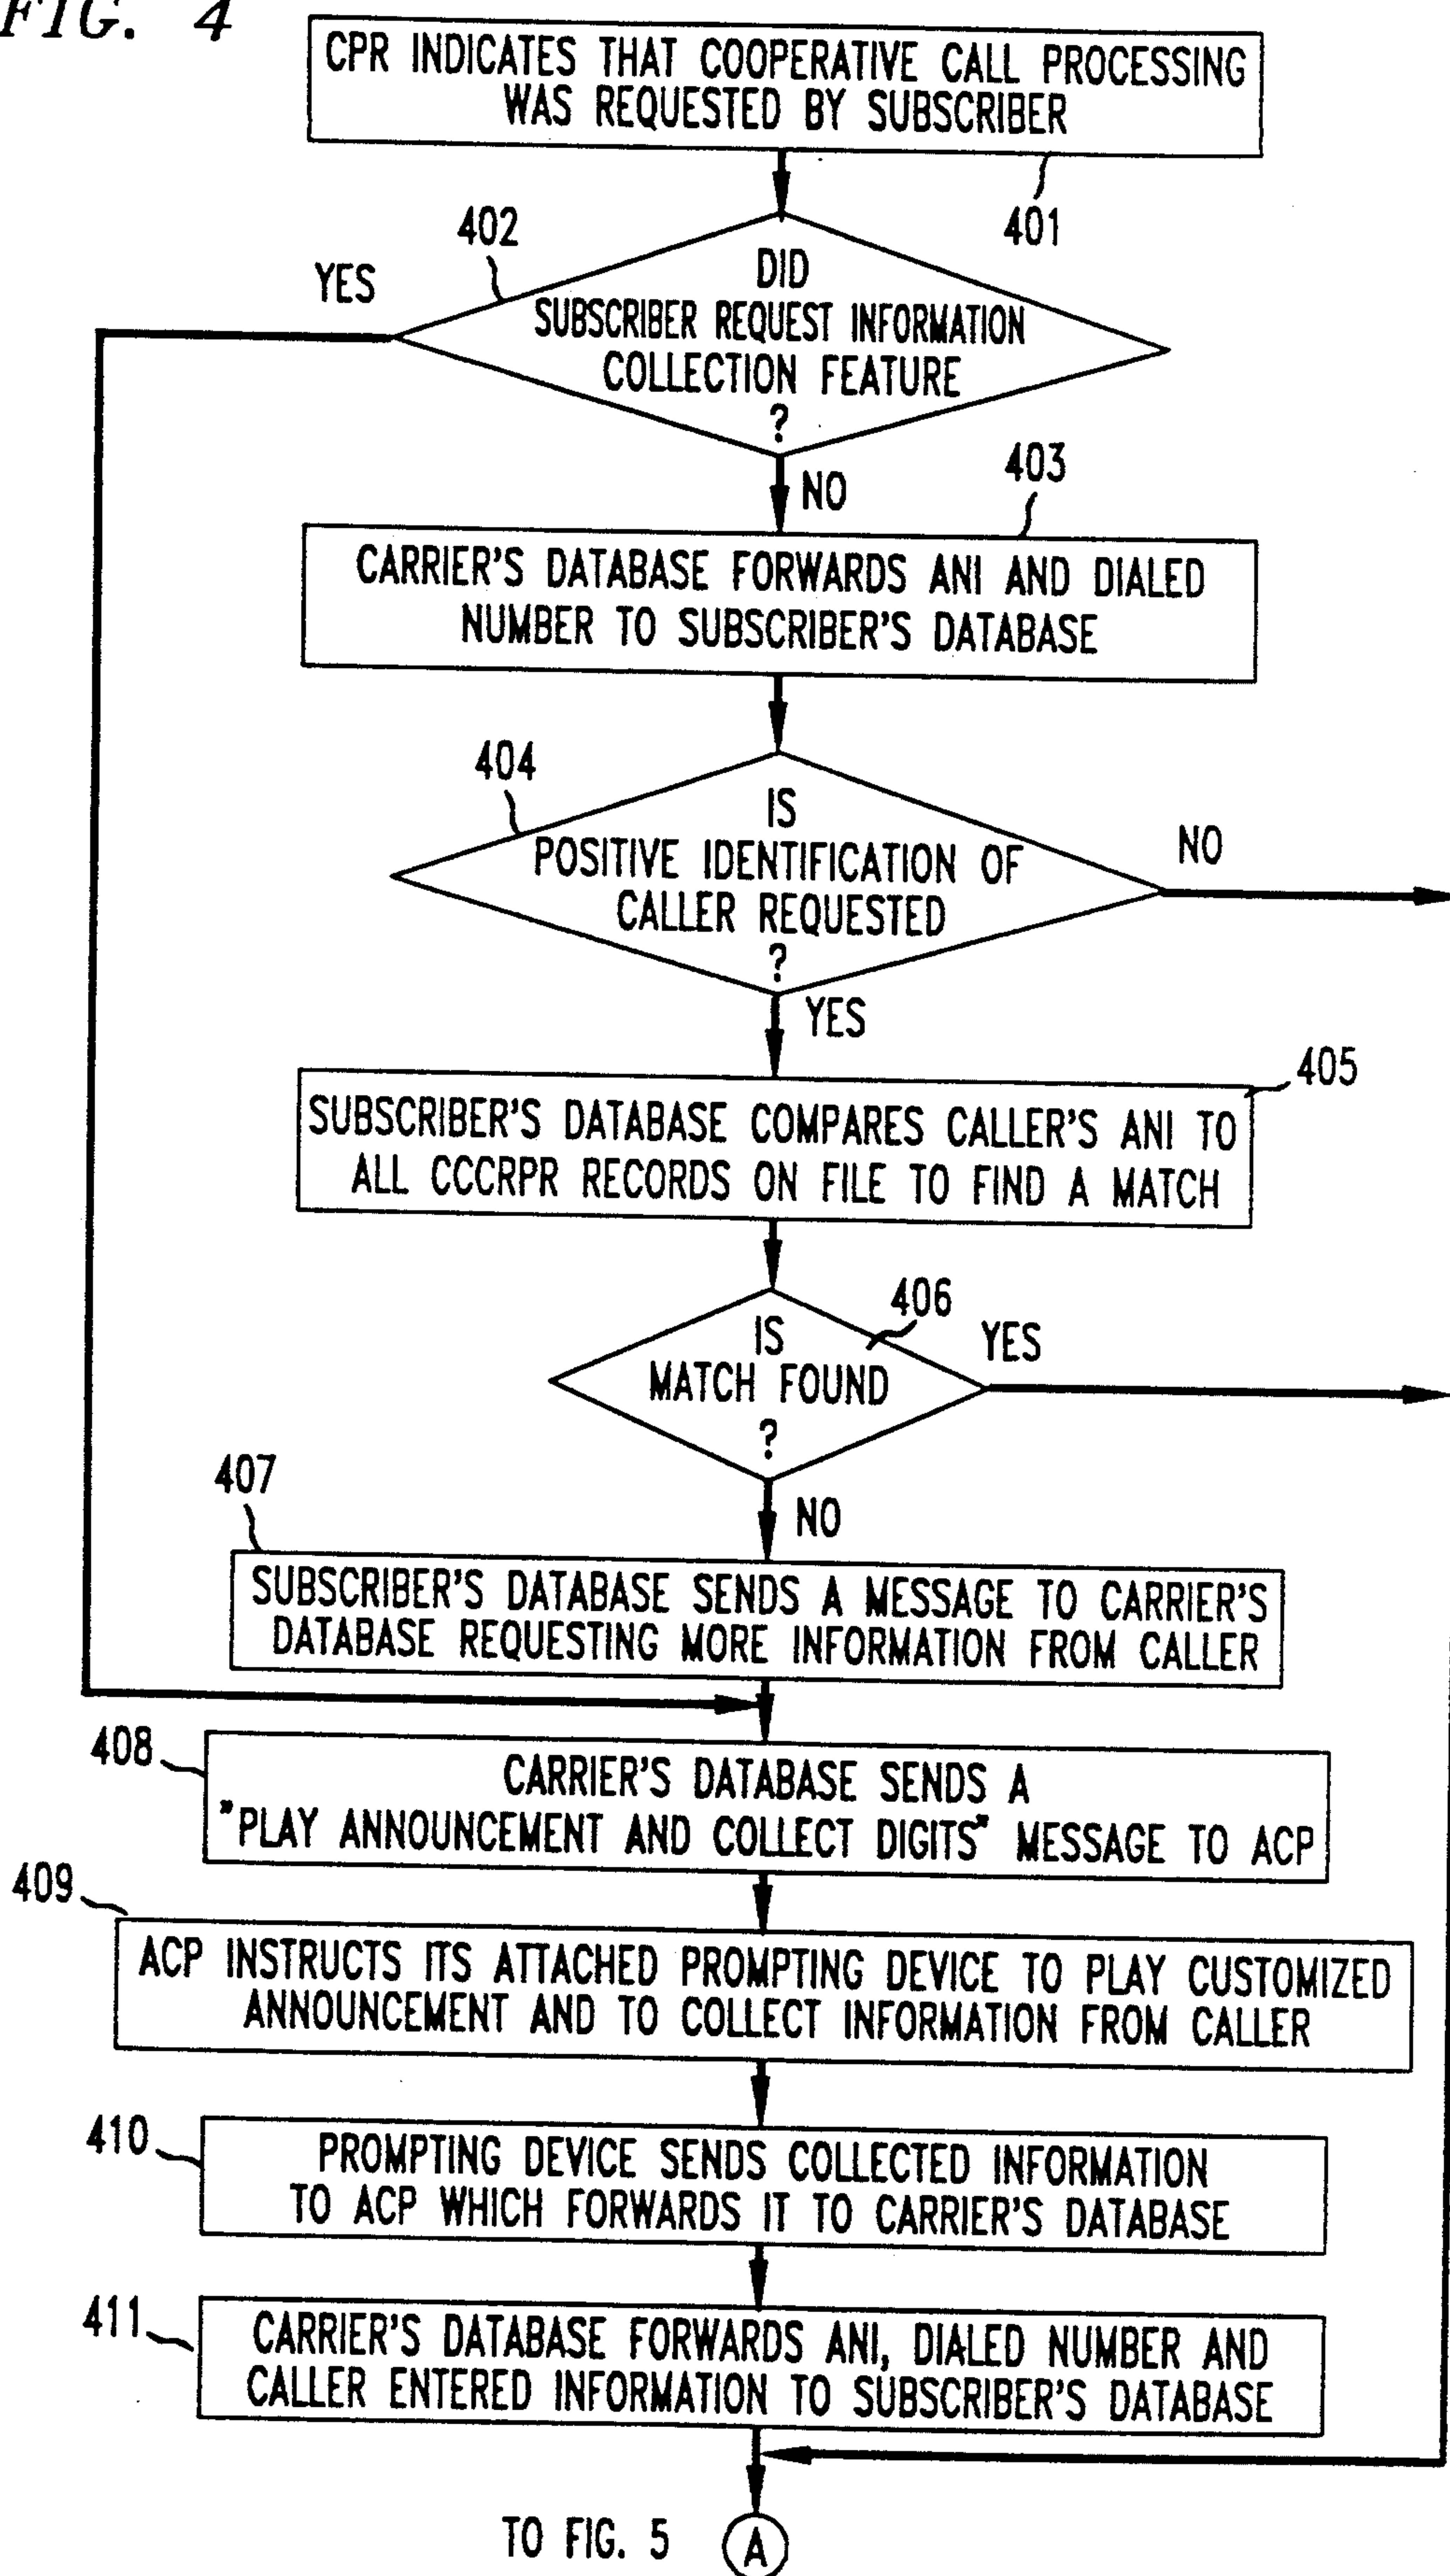 FIG. 4
CPR INDICATES THAT COOPERATIVE CALL PROCESSING
WAS REQUESTED BY SUBSCRIBER
401
402
YES
DID
SUBSCRIBER REQUEST INFORMATION
COLLECTION FEATURE
?
NO
403
CARRIER'S DATABASE FORWARDS ANI AND DIALED
NUMBER TO SUBSCRIBER'S DATABASE
404
IS
POSITIVE IDENTIFICATION OF
CALLER REQUESTED
?
NO
YES
405
SUBSCRIBER'S DATABASE COMPARES CALLER'S ANI TO
ALL CCCRPR RECORDS ON FILE TO FIND A MATCH
406
IS
MATCH FOUND
?
YES
NO
407
SUBSCRIBER'S DATABASE SENDS A MESSAGE TO CARRIER'S
DATABASE REQUESTING MORE INFORMATION FROM CALLER
408
CARRIER'S DATABASE SENDS A
"PLAY ANNOUNCEMENT AND COLLECT DIGITS" MESSAGE TO ACP
409
ACP INSTRUCTS ITS ATTACHED PROMPTING DEVICE TO PLAY CUSTOMIZED
ANNOUNCEMENT AND TO COLLECT INFORMATION FROM CALLER
410
PROMPTING DEVICE SENDS COLLECTED INFORMATION
TO ACP WHICH FORWARDS IT TO CARRIER'S DATABASE
411
CARRIER'S DATABASE FORWARDS ANI, DIALED NUMBER AND
CALLER ENTERED INFORMATION TO SUBSCRIBER'S DATABASE
TO FIG. 5
A